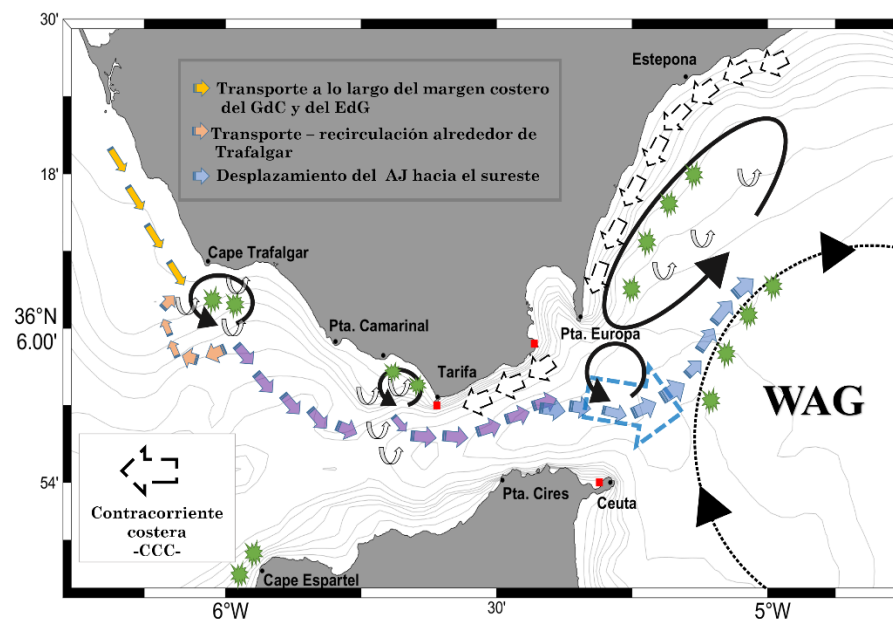 30'
Estepona
Transporte a lo largo del margen costero
del GdC y del EdG
Transporte – recirculación alrededor de
Trafalgar
Desplazamiento del AJ hacia el sureste
18'
Cape Trafalgar
36°N
6.00'
Pta. Camarinal
Pta. Europa
Tarifa
WAG
54'
Pta. Cires
Ceuta
Contracorriente
costera
-CCC-
Cape Espartel
6°W
30'
5°W